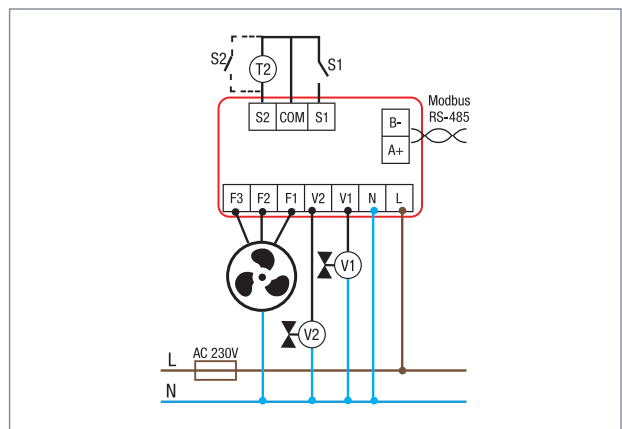 S2
T2
S1
S2 COM S1
B-
A+
Modbus
RS-485
F3 F2 F1 V2 V1 N L
V1
V2
L
AC 230V
N